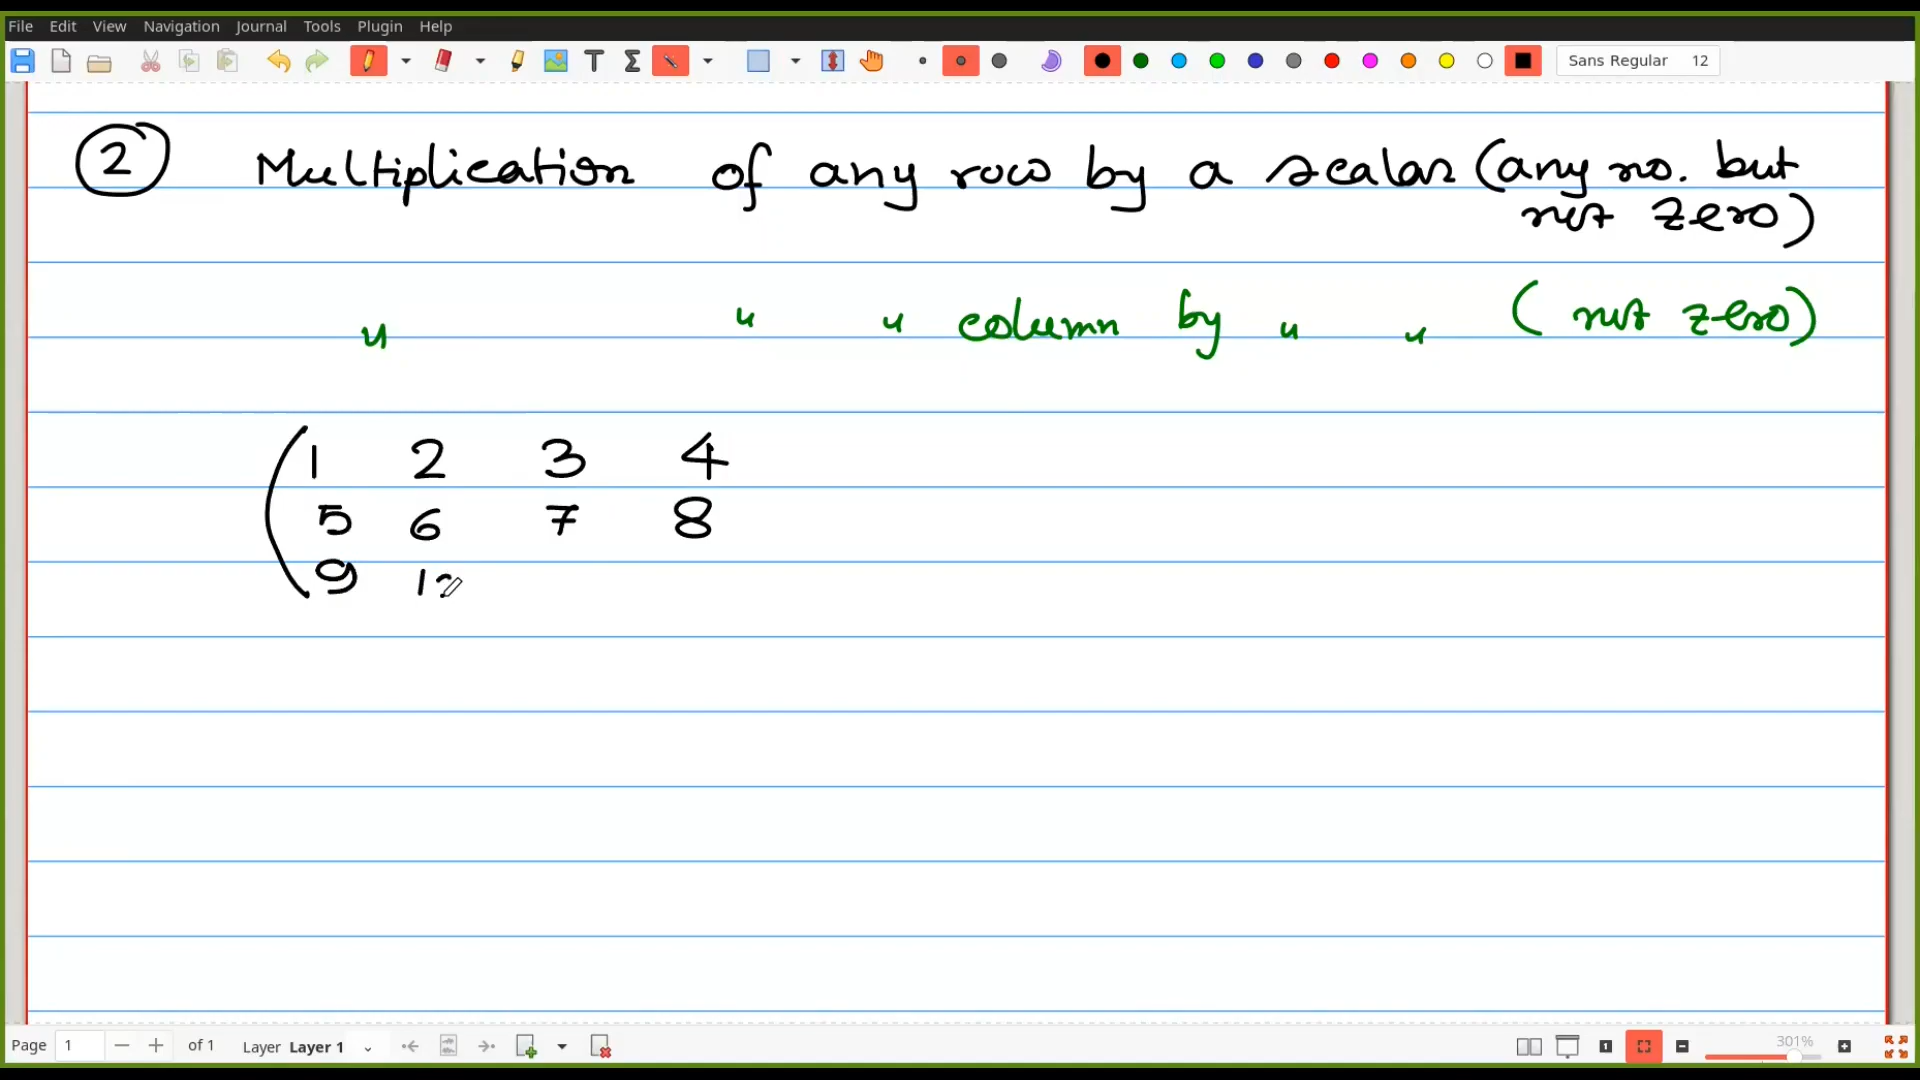 File Edit View Navigation Journal Tools Plugin Help
Sans Regular 12
2 Multiplication of any row by a scalar (any no. but
not zero)
" " " column by " " (not zero)
1 2 3 4
5 6 7 8
9
Page 1 of 1 Layer Layer 1 301%